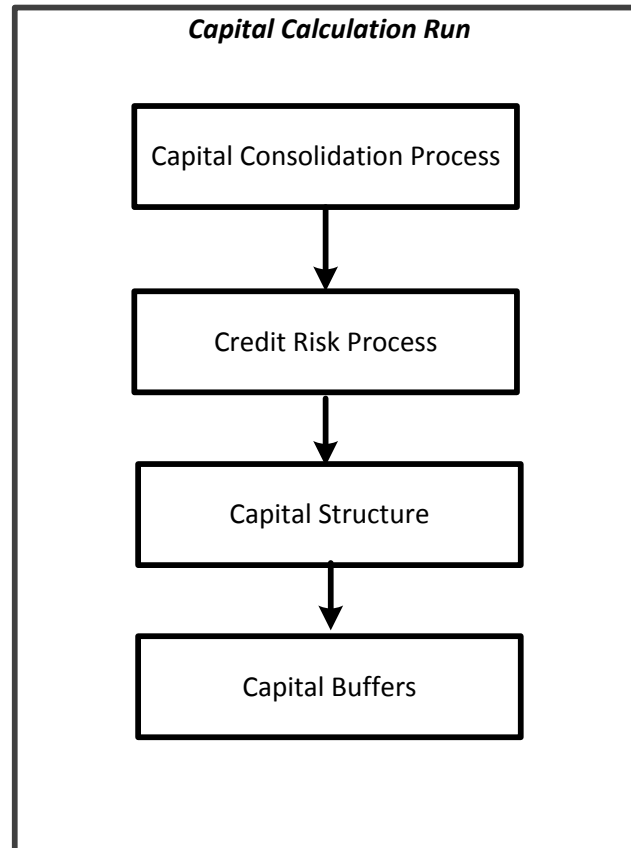 Capital Calculation Run
Capital Consolidation Process
Credit Risk Process
Capital Structure
Capital Buffers